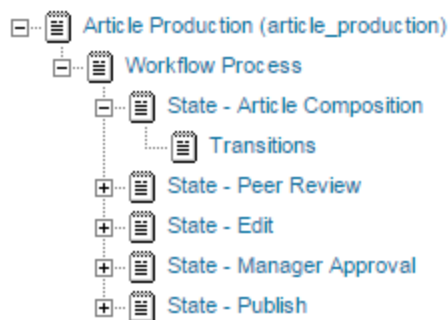 Article Production (article_production)
Workflow Process
State - Article Composition
Transitions
State - Peer Review
State - Edit
State - Manager Approval
State - Publish